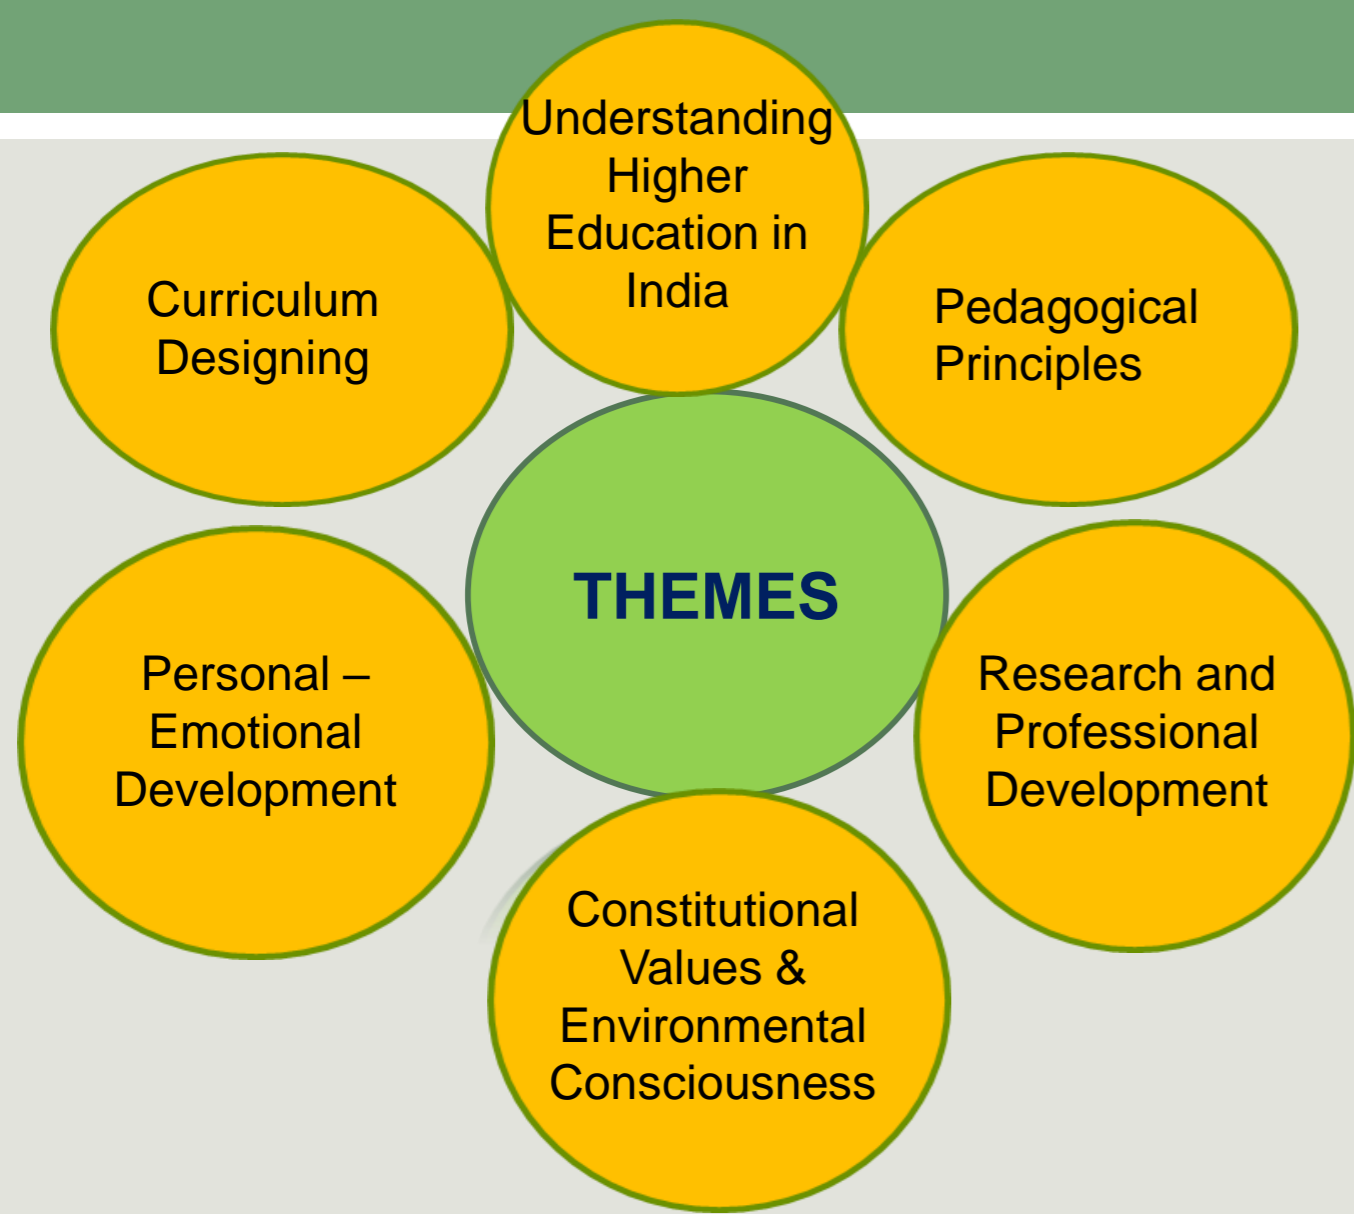 Understanding
Higher
Education in
India
Curriculum
Designing
Pedagogical
Principles
THEMES
Personal –
Emotional
Development
Research and
Professional
Development
Constitutional
Values &
Environmental
Consciousness